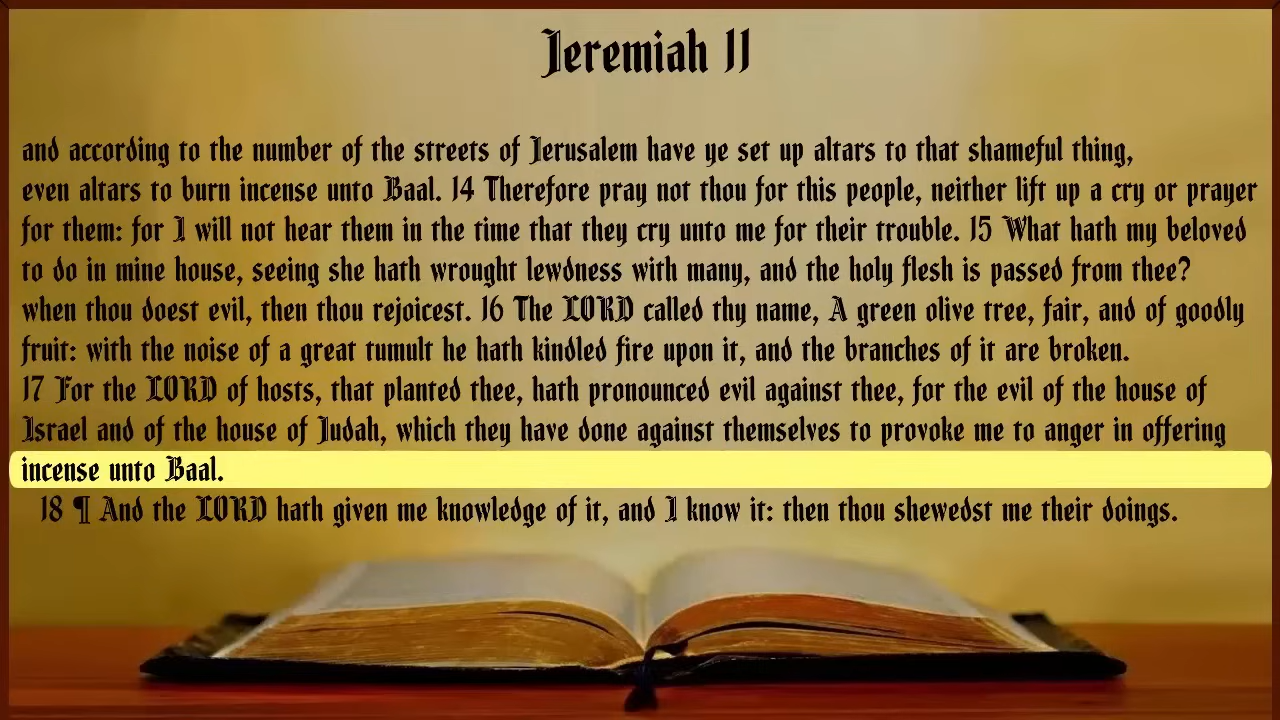 Jeremiah 11
and according to the number of the streets of Jerusalem have ye set up altars to that shameful thing,
even altars to burn incense unto Baal. 14 Therefore pray not thou for this people, neither lift up a cry or prayer
for them: for I will not hear them in the time that they cry unto me for their trouble. 15 What hath my beloved
to do in mine house, seeing she hath wrought lewdness with many, and the holy flesh is passed from thee?
when thou doest evil, then thou rejoicest. 16 The LORD called thy name, A green olive tree, fair, and of goodly
fruit: with the noise of a great tumult he hath kindled fire upon it, and the branches of it are broken.
17 For the LORD of hosts, that planted thee, hath pronounced evil against thee, for the evil of the house of
Israel and of the house of Judah, which they have done against themselves to provoke me to anger in offering
incense unto Baal.
18 ¶ And the LORD hath given me knowledge of it, and I know it: then thou shewedst me their doings.